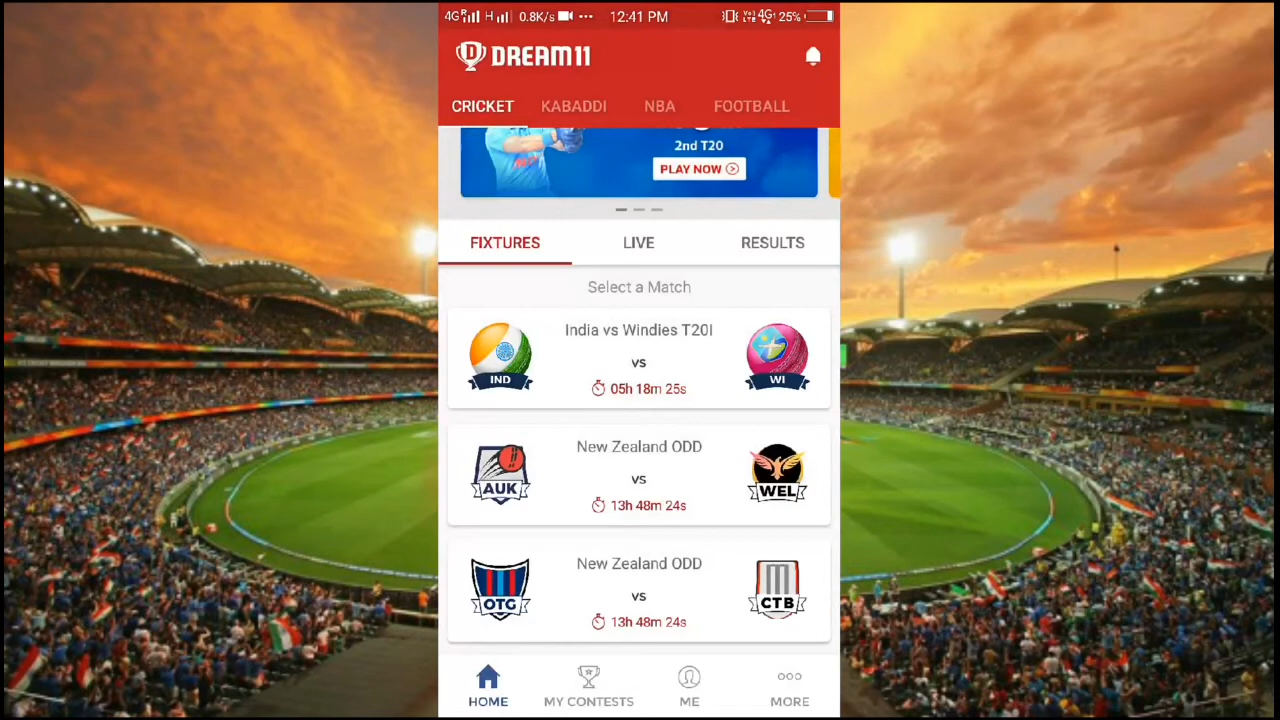 4G R H 0.8K/s 12:41 PM 4G 25%
DREAM11
CRICKET KABADDI NBA FOOTBALL
2nd T20
PLAY NOW
FIXTURES LIVE RESULTS
Select a Match
India vs Windies T20I
IND vs WI
05h 18m 25s
New Zealand ODD
AUK vs WEL
13h 48m 24s
New Zealand ODD
OTG vs CTB
13h 48m 24s
HOME MY CONTESTS ME MORE